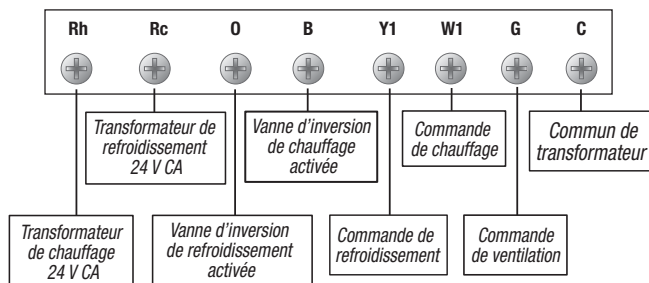 Rh Rc O B Y1 W1 G C
Transformateur de
refroidissement
24 V CA
Vanne d'inversion
de chauffage
activée
Commande
de
chauffage
Commun de
transformateur
Transformateur
de chauffage
24 V CA
Vanne d'inversion
de refroidissement
activée
Commande de
refroidissement
Commande
de ventilation